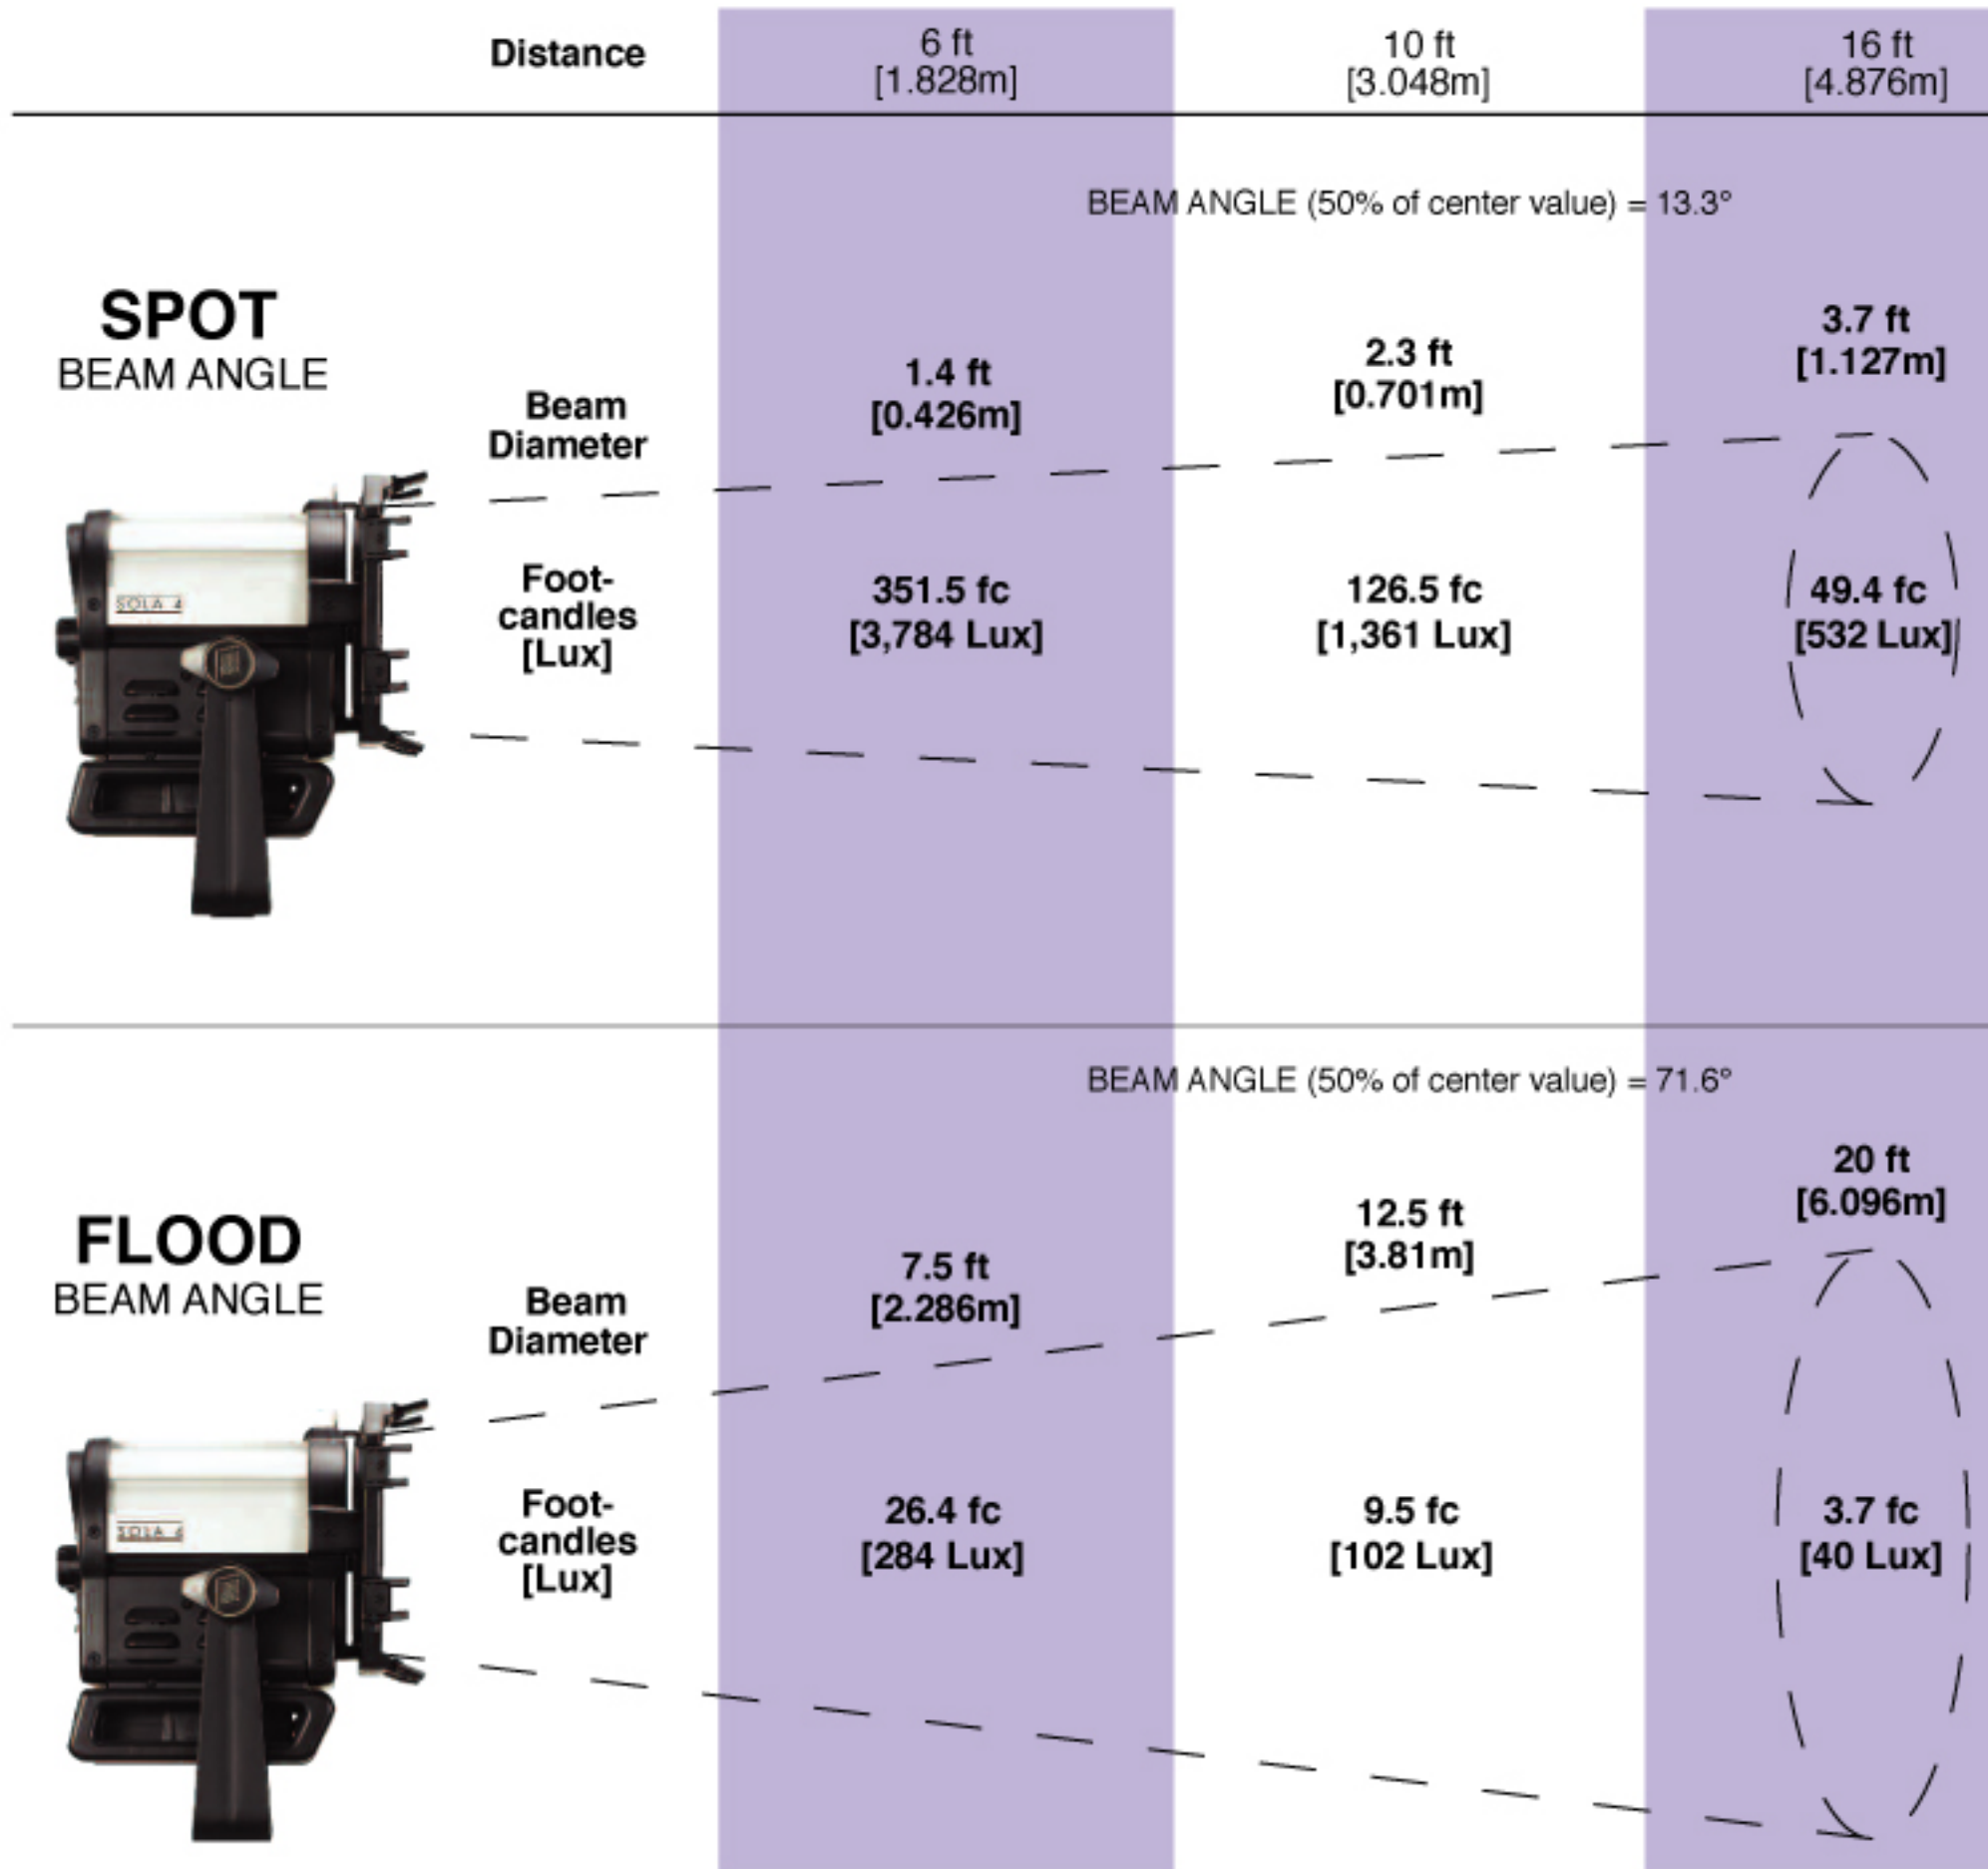 Distance
6 ft
[1.828m]
10 ft
[3.048m]
16 ft
[4.876m]
BEAM ANGLE (50% of center value) = 13.3°
SPOT
BEAM ANGLE
Beam
Diameter
1.4 ft
[0.426m]
2.3 ft
[0.701m]
3.7 ft
[1.127m]
SOLA 4
Foot-
candles
[Lux]
351.5 fc
[3,784 Lux]
126.5 fc
[1,361 Lux]
49.4 fc
[532 Lux]
BEAM ANGLE (50% of center value) = 71.6°
FLOOD
BEAM ANGLE
Beam
Diameter
7.5 ft
[2.286m]
12.5 ft
[3.81m]
20 ft
[6.096m]
SOLA 4
Foot-
candles
[Lux]
26.4 fc
[284 Lux]
9.5 fc
[102 Lux]
3.7 fc
[40 Lux]